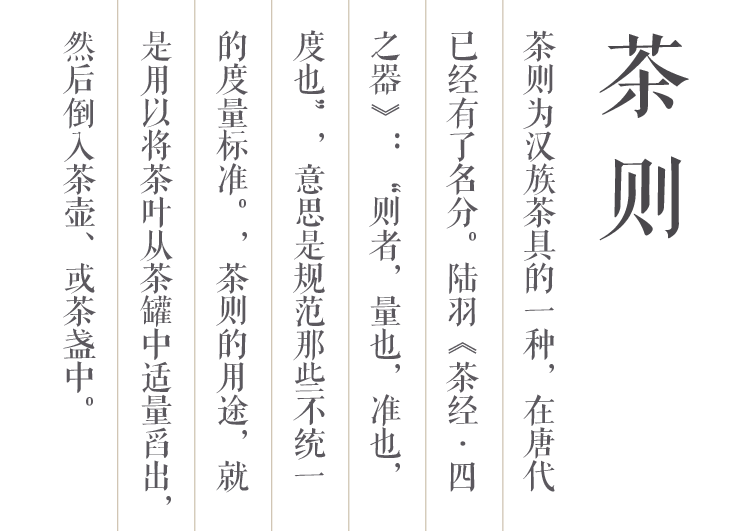 茶则
茶则为汉族茶具的一种，在唐代
已经有了名分。陆羽《茶经·四
之器》：“则者，量也，准也，
度也”，意思是规范那些不统一
的度量标准。，茶则的用途，就
是用以将茶叶从茶罐中适量舀出，
然后倒入茶壶、或茶盏中。